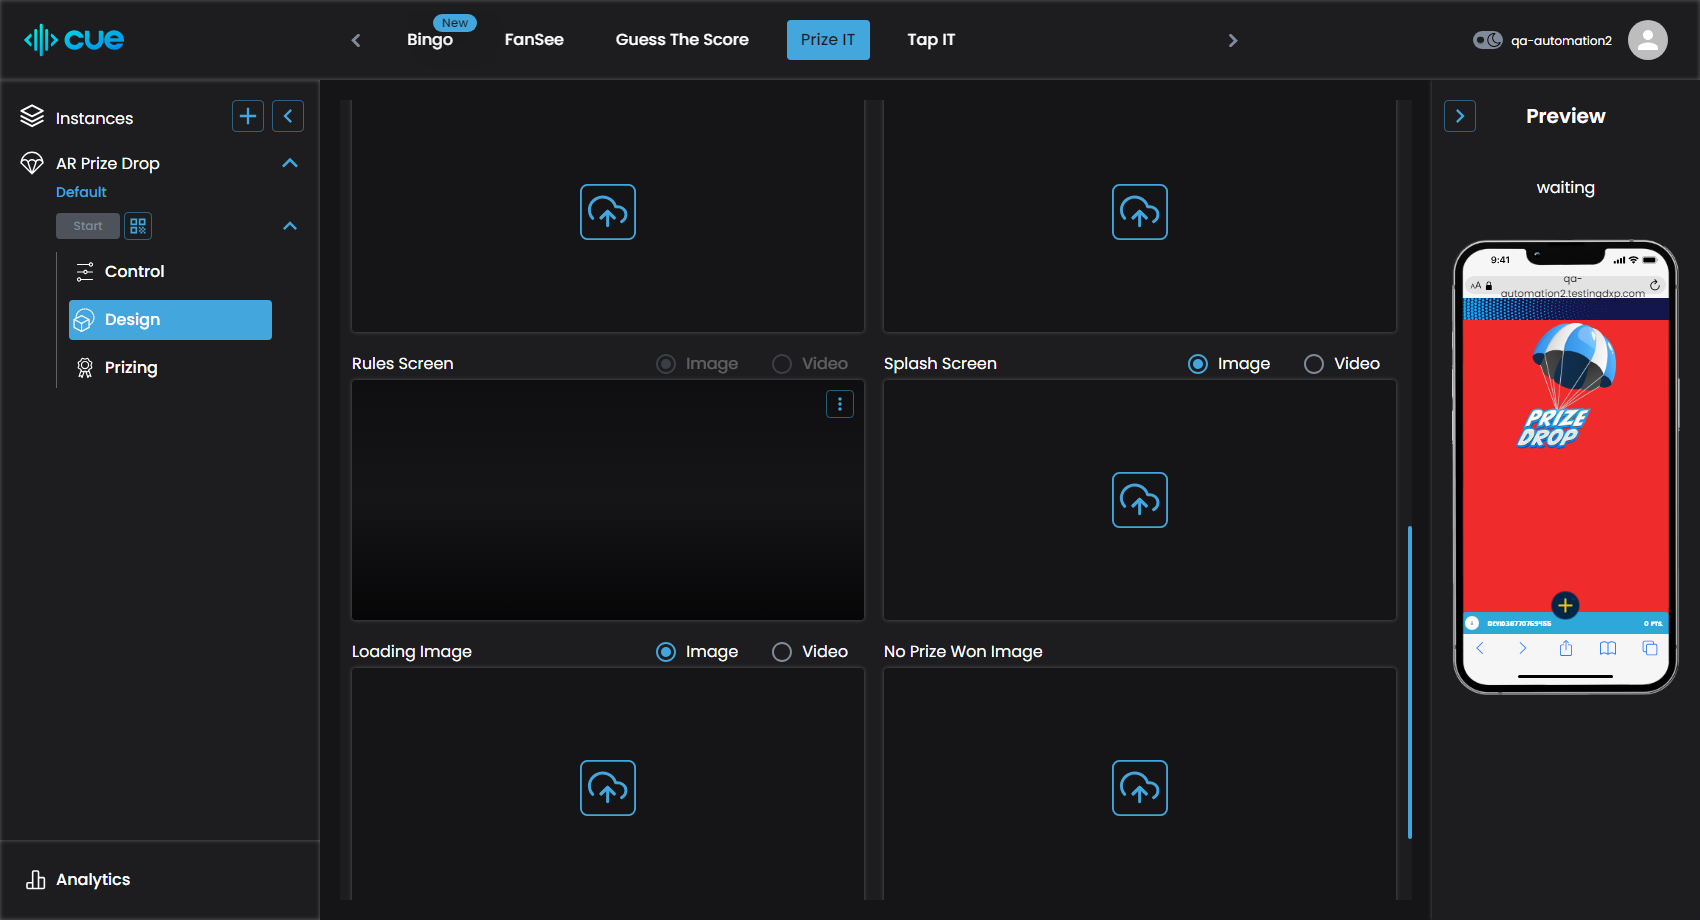 cue
New
Bingo
FanSee
Guess The Score
Prize IT
Tap IT
qa-automation2
Instances
AR Prize Drop
Default
Start
Control
Design
Prizing
Analytics
Rules Screen
Image
Video
Splash Screen
Image
Video
Loading Image
Image
Video
No Prize Won Image
Preview
waiting
9:41
AA
qa-
automation2.testingdxp.com
PRIZE
DROP
0 PTS.